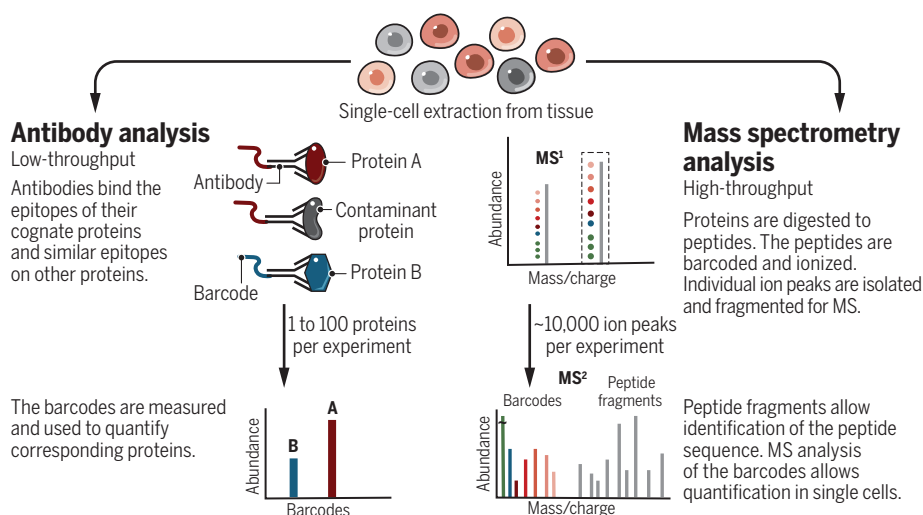 Single-cell extraction from tissue
Antibody analysis
Low-throughput
Antibodies bind the
epitopes of their
cognate proteins
and similar epitopes
on other proteins.
Antibody
Protein A
Contaminant
protein
Protein B
Barcode
1 to 100 proteins
per experiment
The barcodes are measured
and used to quantify
corresponding proteins.
Abundance
B
A
Barcodes
Mass spectrometry
analysis
High-throughput
Proteins are digested to
peptides. The peptides are
barcoded and ionized.
Individual ion peaks are isolated
and fragmented for MS.
MS¹
Abundance
Mass/charge
~10,000 ion peaks
per experiment
MS²
Barcodes
Peptide
fragments
~
Abundance
Mass/charge
Peptide fragments allow
identification of the peptide
sequence. MS analysis
of the barcodes allows
quantification in single cells.